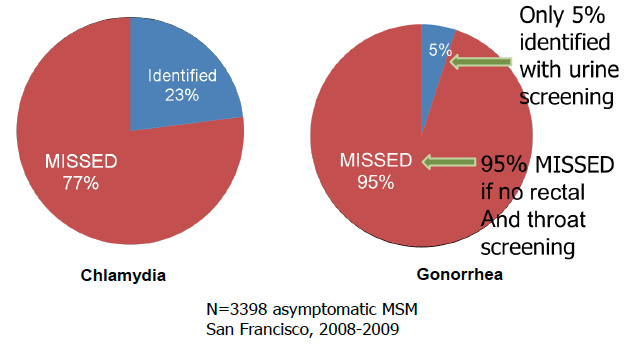 Identified
23%
MISSED
77%
Chlamydia
5%
MISSED
95%
Gonorrhea
Only 5%
identified
with urine
screening
95% MISSED
if no rectal
And throat
screening
N=3398 asymptomatic MSM
San Francisco, 2008-2009